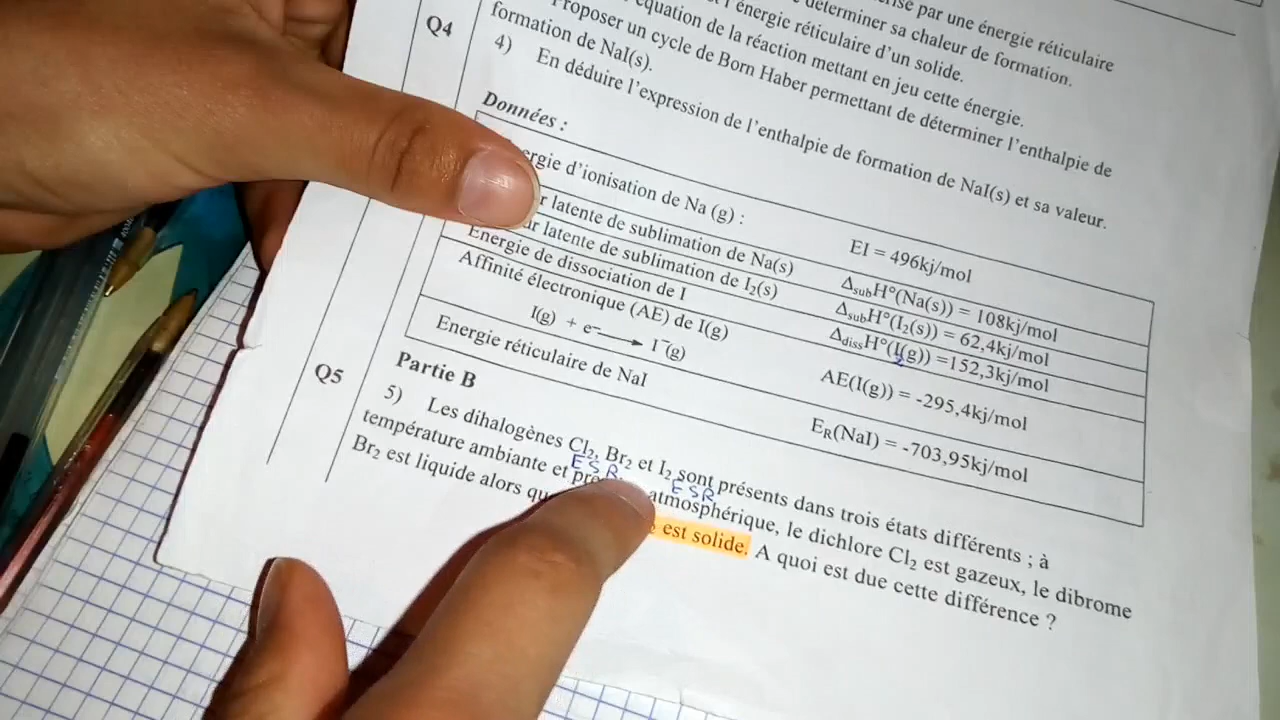 par une énergie réticulaire
déterminer sa chaleur de formation.
l'énergie réticulaire d'un solide.
équation de la réaction mettant en jeu cette énergie.
Q4
Proposer un cycle de Born Haber permettant de déterminer l'enthalpie de
formation de NaI(s).
4) En déduire l'expression de l'enthalpie de formation de NaI(s) et sa valeur.
Données :
d'ionisation de Na (g) : EI = 496kj/mol
latente de sublimation de Na(s) ΔsubH°(Na(s)) = 108kj/mol
latente de sublimation de I₂(s) ΔsubH°(I₂(s)) = 62,4kj/mol
Energie de dissociation de I ΔdissH°(I₂(g)) =152,3kj/mol
Affinité électronique (AE) de I(g)
I(g) + e⁻ → I⁻(g) AE(I(g)) = -295,4kj/mol
Energie réticulaire de NaI ER(NaI) = -703,95kj/mol
Partie B
Q5
5) Les dihalogènes Cl₂, Br₂ et I₂ sont présents dans trois états différents ; à
ESR ESR
température ambiante et atmosphérique, le dichlore Cl₂ est gazeux, le dibrome
Br₂ est liquide alors est solide. A quoi est due cette différence ?